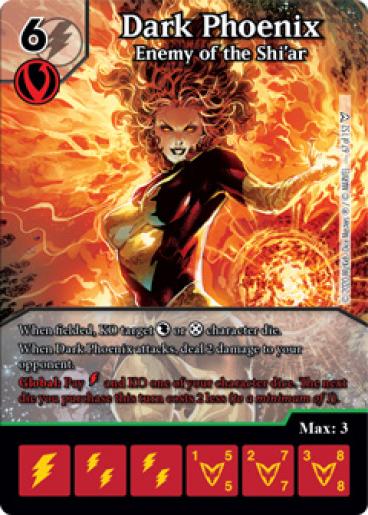 6
Dark Phoenix
Enemy of the Shi'ar
When fielded, KO target or character die.
When Dark Phoenix attacks, deal 2 damage to your
opponent.
Global: Pay and KO one of your character dice. The next
die you purchase this turn costs 2 less (to a minimum of 1).
Max: 3
1 5 5
2 7 7
3 8 8